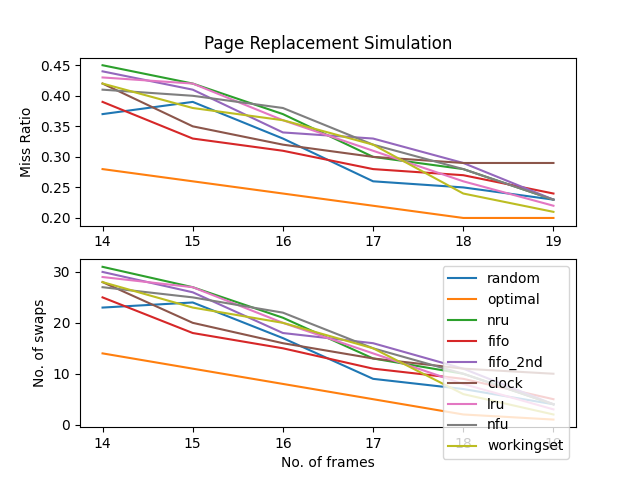 Page Replacement Simulation
Miss Ratio
0.45
0.40
0.35
0.30
0.25
0.20
14 15 16 17 18 19
No. of swaps
30
20
10
0
random
optimal
nru
fifo
fifo_2nd
clock
lru
nfu
workingset
14 15 16 17 18 19
No. of frames